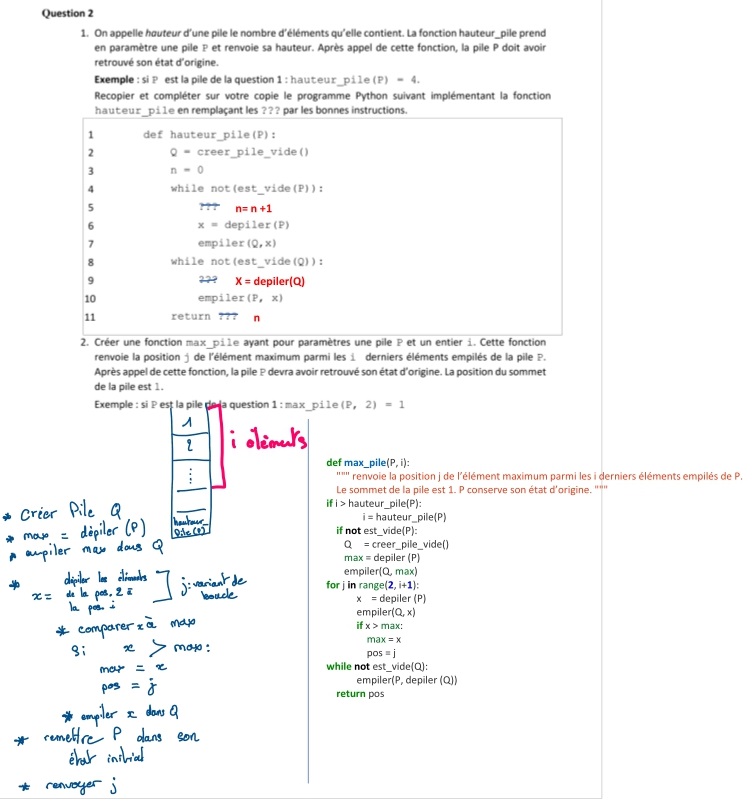 Question 2
1. On appelle hauteur d'une pile le nombre d'éléments qu'elle contient. La fonction hauteur_pile prend
en paramètre une pile P et renvoie sa hauteur. Après appel de cette fonction, la pile P doit avoir
retrouvé son état d'origine.
Exemple : si P est la pile de la question 1 : hauteur_pile(P) = 4.
Recopier et compléter sur votre copie le programme Python suivant implémentant la fonction
hauteur_pile en remplaçant les ??? par les bonnes instructions.
1 def hauteur_pile(P):
2 Q = creer_pile_vide()
3 n = 0
4 while not(est_vide(P)):
5 ??? n= n +1
6 x = depiler(P)
7 empiler(Q,x)
8 while not(est_vide(Q)):
9 ??? X = depiler(Q)
10 empiler(P, x)
11 return ??? n
2. Créer une fonction max_pile ayant pour paramètres une pile P et un entier i. Cette fonction
renvoie la position j de l'élément maximum parmi les i derniers éléments empilés de la pile P.
Après appel de cette fonction, la pile P devra avoir retrouvé son état d'origine. La position du sommet
de la pile est 1.
Exemple : si P est la pile de la question 1 : max_pile(P, 2) = 1
1
2
⋮
hauteur_
Pile(P)
i éléments
* Créer Pile Q
* max = dépiler (P)
* empiler max dans Q
* dépiler les éléments
x = de la pos. 2 à
la pos. i
j: variant de
boucle
* comparer x à max
Si x > max:
max = x
pos = j
* empiler x dans Q
* remettre P dans son
état initial
* renvoyer j
def max_pile(P, i):
""" renvoie la position j de l'élément maximum parmi les i derniers éléments empilés de P.
Le sommet de la pile est 1. P conserve son état d'origine. """
if i > hauteur_pile(P):
i = hauteur_pile(P)
if not est_vide(P):
Q = creer_pile_vide()
max = depiler (P)
empiler(Q, max)
for j in range(2, i+1):
x = depiler (P)
empiler(Q, x)
if x > max:
max = x
pos = j
while not est_vide(Q):
empiler(P, depiler (Q))
return pos